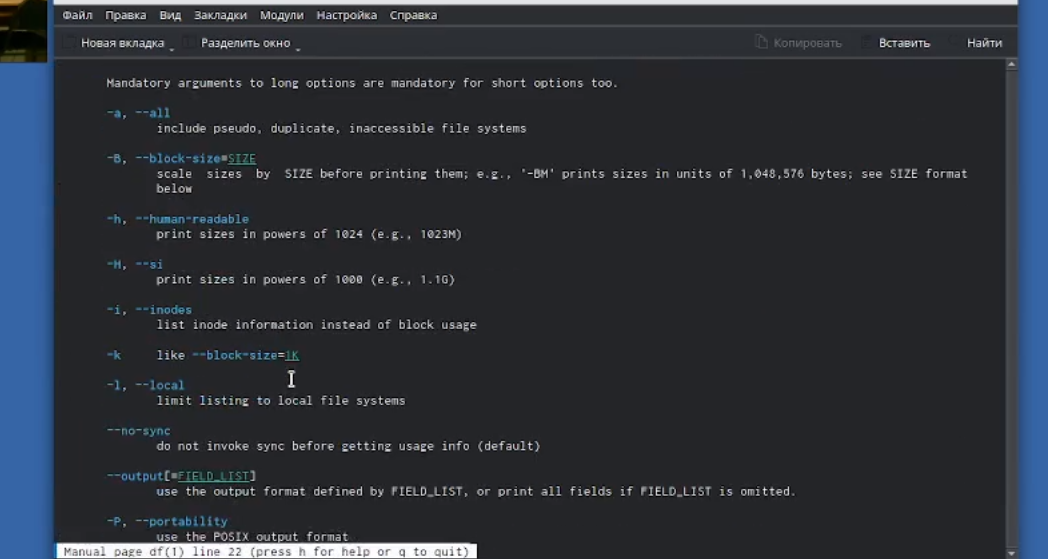 Файл Правка Вид Закладки Модули Настройка Справка
Новая вкладка Разделить окно Копировать Вставить Найти
Mandatory arguments to long options are mandatory for short options too.
-a, --all
include pseudo, duplicate, inaccessible file systems
-B, --block-size=SIZE
scale sizes by SIZE before printing them; e.g., '-BM' prints sizes in units of 1,048,576 bytes; see SIZE format
below
-h, --human-readable
print sizes in powers of 1024 (e.g., 1023M)
-H, --si
print sizes in powers of 1000 (e.g., 1.1G)
-i, --inodes
list inode information instead of block usage
-k like --block-size=1K
-l, --local
limit listing to local file systems
--no-sync
do not invoke sync before getting usage info (default)
--output[=FIELD_LIST]
use the output format defined by FIELD_LIST, or print all fields if FIELD_LIST is omitted.
-P, --portability
use the POSIX output format
Manual page df(1) line 22 (press h for help or q to quit)